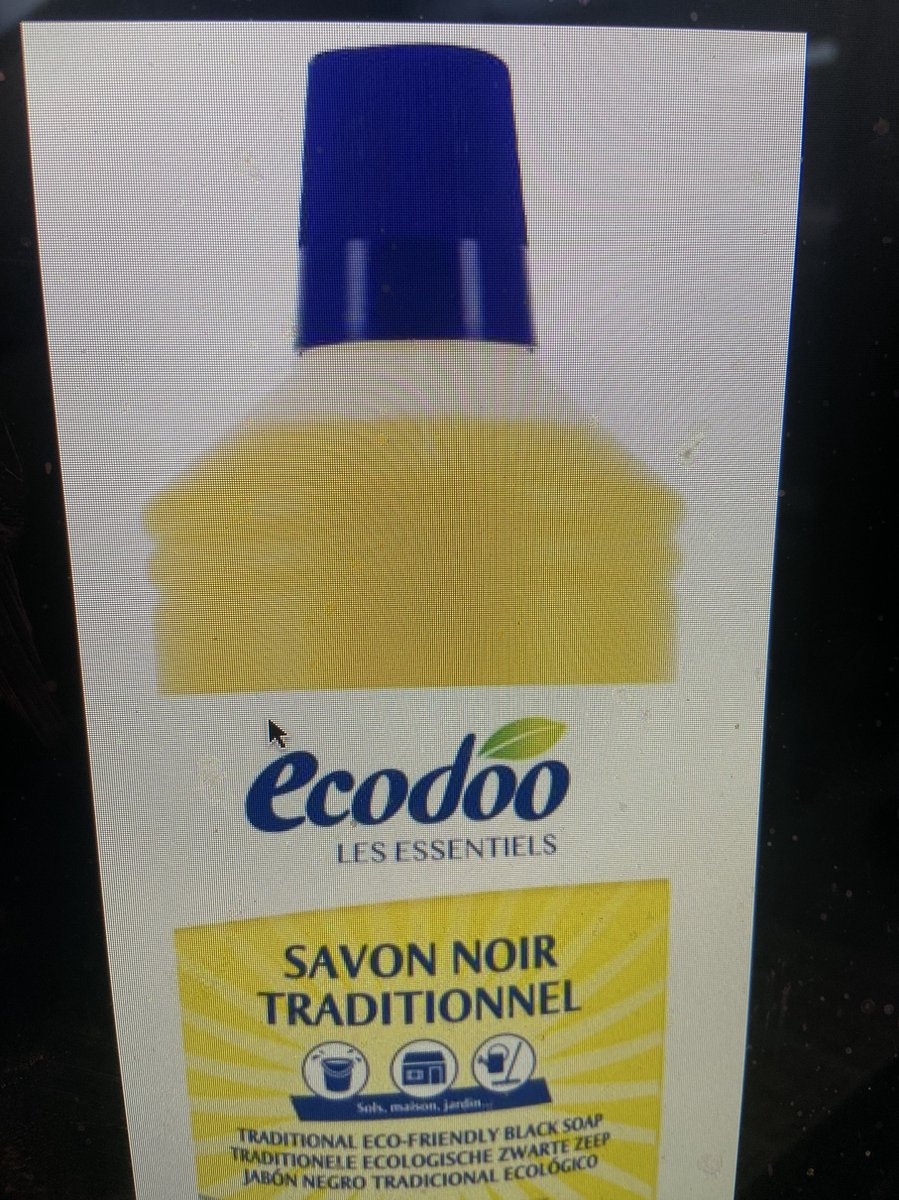 ecodoo
LES ESSENTIELS
SAVON NOIR
TRADITIONNEL
Sols, maison, jardin...
TRADITIONAL ECO-FRIENDLY BLACK SOAP
TRADITIONELE ECOLOGISCHE ZWARTE ZEEP
JABÓN NEGRO TRADICIONAL ECOLÓGICO